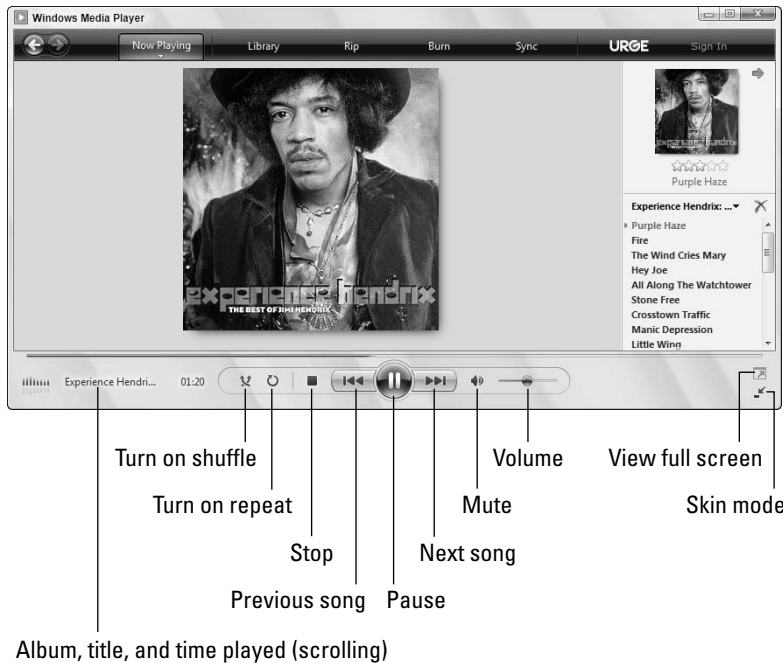 Windows Media Player
Now Playing Library Rip Burn Sync URGE Sign In
experience hendrix
THE BEST OF JIMI HENDRIX
experience hendrix
Purple Haze
Experience Hendrix: ...
Purple Haze
Fire
The Wind Cries Mary
Hey Joe
All Along The Watchtower
Stone Free
Crosstown Traffic
Manic Depression
Little Wing
Experience Hendri... 01:20
Turn on shuffle
Volume
View full screen
Turn on repeat
Mute
Skin mode
Stop
Next song
Previous song
Pause
Album, title, and time played (scrolling)